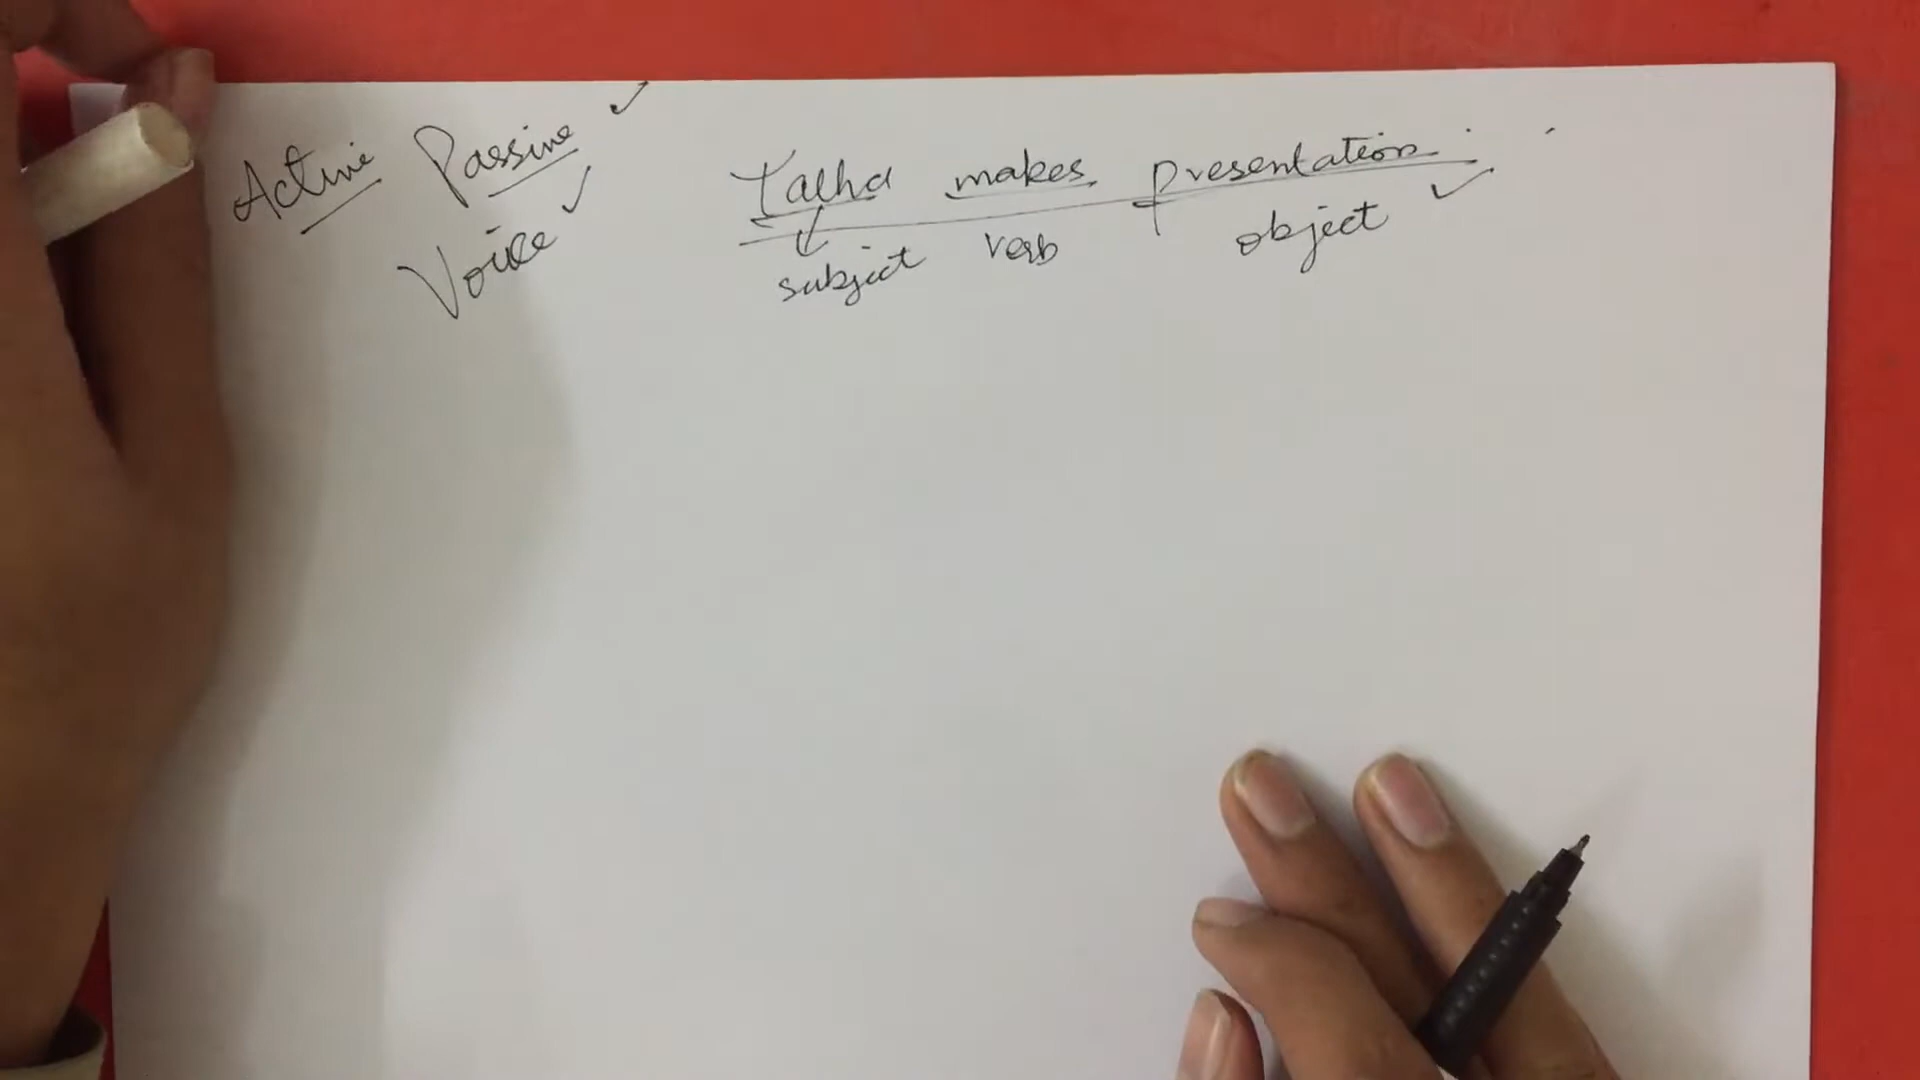 Active Passive
Voice
Talha makes presentation.
subject verb object